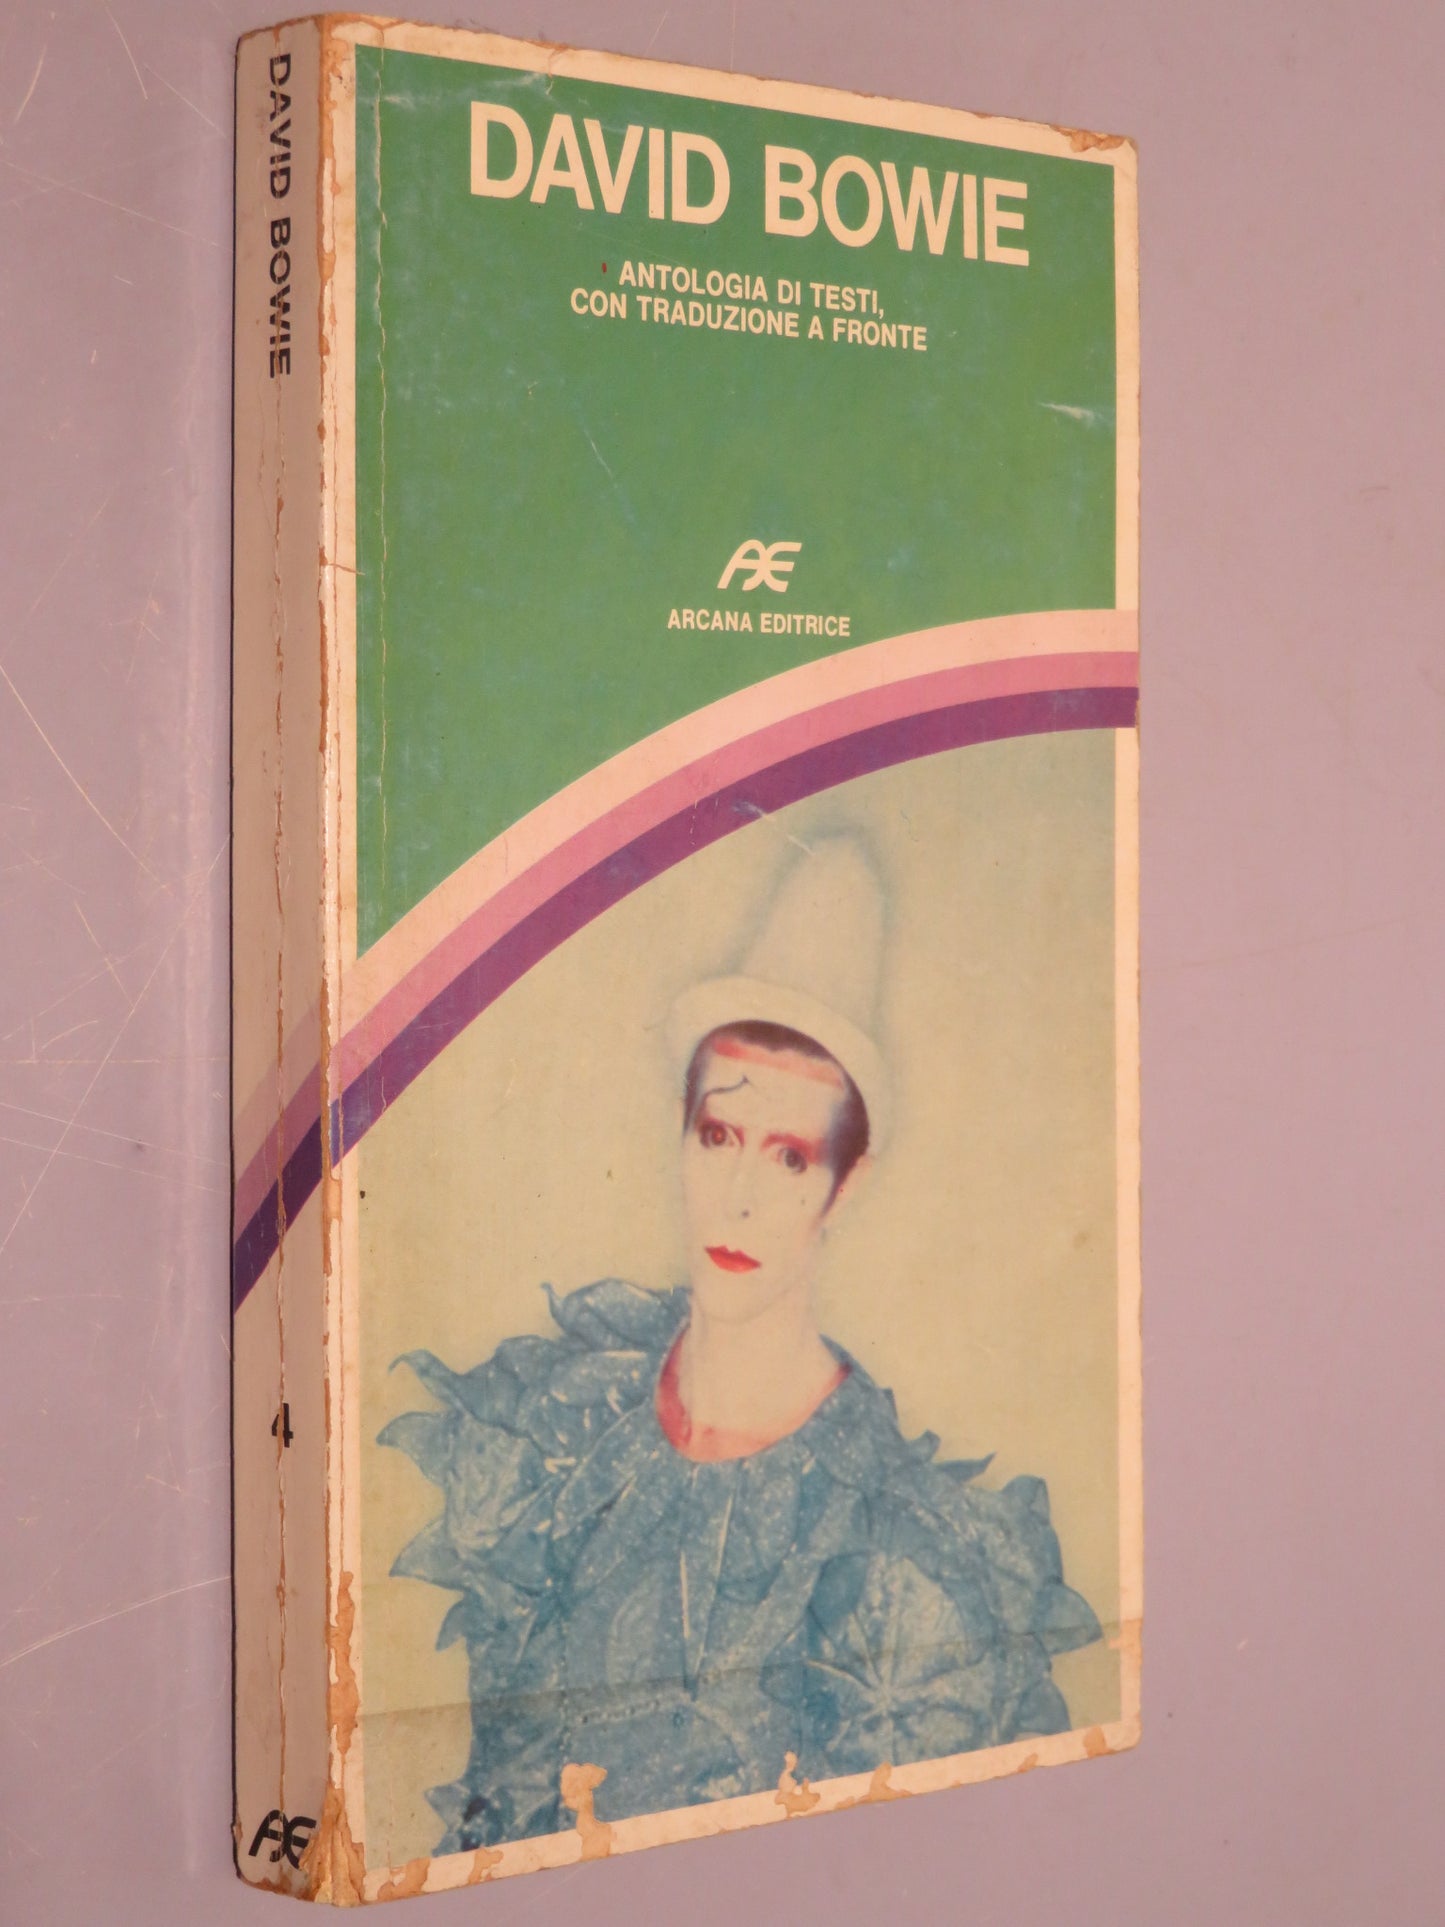 DAVID BOWIE
ANTOLOGIA DI TESTI,
CON TRADUZIONE A FRONTE
AE
ARCANA EDITRICE
DAVID BOWIE
4
AE